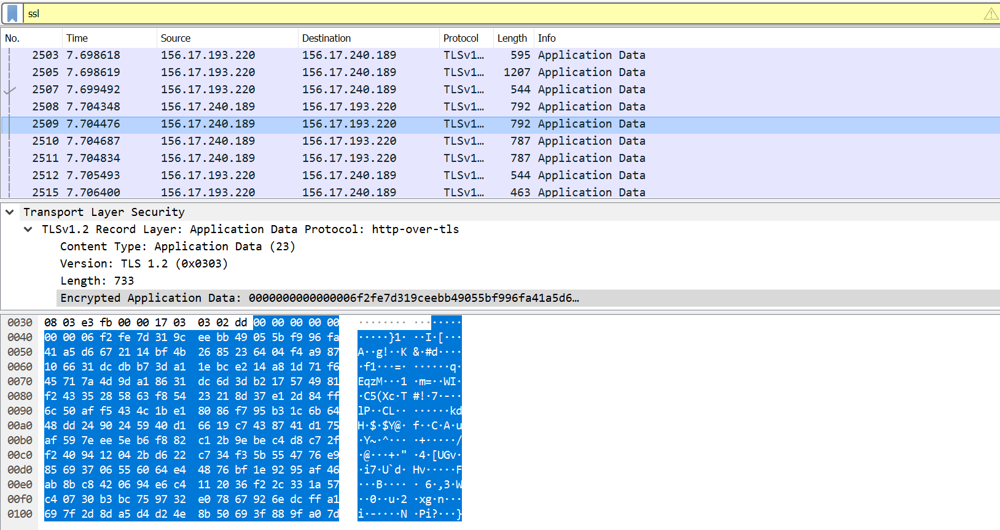 ssl
No. Time Source Destination Protocol Length Info
2503 7.698618 156.17.193.220 156.17.240.189 TLSv1… 595 Application Data
2505 7.698619 156.17.193.220 156.17.240.189 TLSv1… 1207 Application Data
2507 7.699492 156.17.193.220 156.17.240.189 TLSv1… 544 Application Data
2508 7.704348 156.17.240.189 156.17.193.220 TLSv1… 792 Application Data
2509 7.704476 156.17.240.189 156.17.193.220 TLSv1… 792 Application Data
2510 7.704687 156.17.240.189 156.17.193.220 TLSv1… 787 Application Data
2511 7.704834 156.17.240.189 156.17.193.220 TLSv1… 787 Application Data
2512 7.705493 156.17.193.220 156.17.240.189 TLSv1… 544 Application Data
2515 7.706400 156.17.193.220 156.17.240.189 TLSv1… 463 Application Data
Transport Layer Security
TLSv1.2 Record Layer: Application Data Protocol: http-over-tls
Content Type: Application Data (23)
Version: TLS 1.2 (0x0303)
Length: 733
Encrypted Application Data: 0000000000000006f2fe7d319ceebb49055bf996fa41a5d6…
0030 08 03 e3 fb 00 00 17 03 03 02 dd 00 00 00 00 00 ········ ········
0040 00 00 06 f2 fe 7d 31 9c ee bb 49 05 5b f9 96 fa ·····}1· ··I·[···
0050 41 a5 d6 67 21 14 bf 4b 26 85 23 64 04 f4 a9 87 A··g!··K &·#d····
0060 10 66 31 dc db b7 3d a1 1e bc e2 14 a8 1d 71 f6 ·f1···=· ······q·
0070 45 71 7a 4d 9d a1 86 31 dc 6d 3d b2 17 57 49 81 EqzM···1 ·m=··WI·
0080 f2 43 35 28 58 63 f8 54 23 21 8d 37 e1 2d 84 ff ·C5(Xc·T #!·7·-··
0090 6c 50 af f5 43 4c 1b e1 80 86 f7 95 b3 1c 6b 64 lP··CL·· ······kd
00a0 48 dd 24 90 24 59 40 d1 66 19 c7 43 87 41 d1 75 H·$·$Y@· f··C·A·u
00b0 af 59 7e ee 5e b6 f8 82 c1 2b 9e be c4 d8 c7 2f ·Y~·^··· ·+·····/
00c0 f2 40 94 12 04 2b d6 22 c7 34 f3 5b 55 47 76 e9 ·@···+·" ·4·[UGv·
00d0 85 69 37 06 55 60 64 e4 48 76 bf 1e 92 95 af 46 ·i7·U`d· Hv·····F
00e0 ab 8b c8 42 06 94 e6 c4 11 20 36 f2 2c 33 1a 57 ···B···· · 6·,3·W
00f0 c4 07 30 b3 bc 75 97 32 e0 78 67 92 6e dc ff a1 ··0··u·2 ·xg·n···
0100 69 7f 2d 8d a5 d4 d2 4e 8b 50 69 3f 88 9f a0 7d i·-····N ·Pi?···}